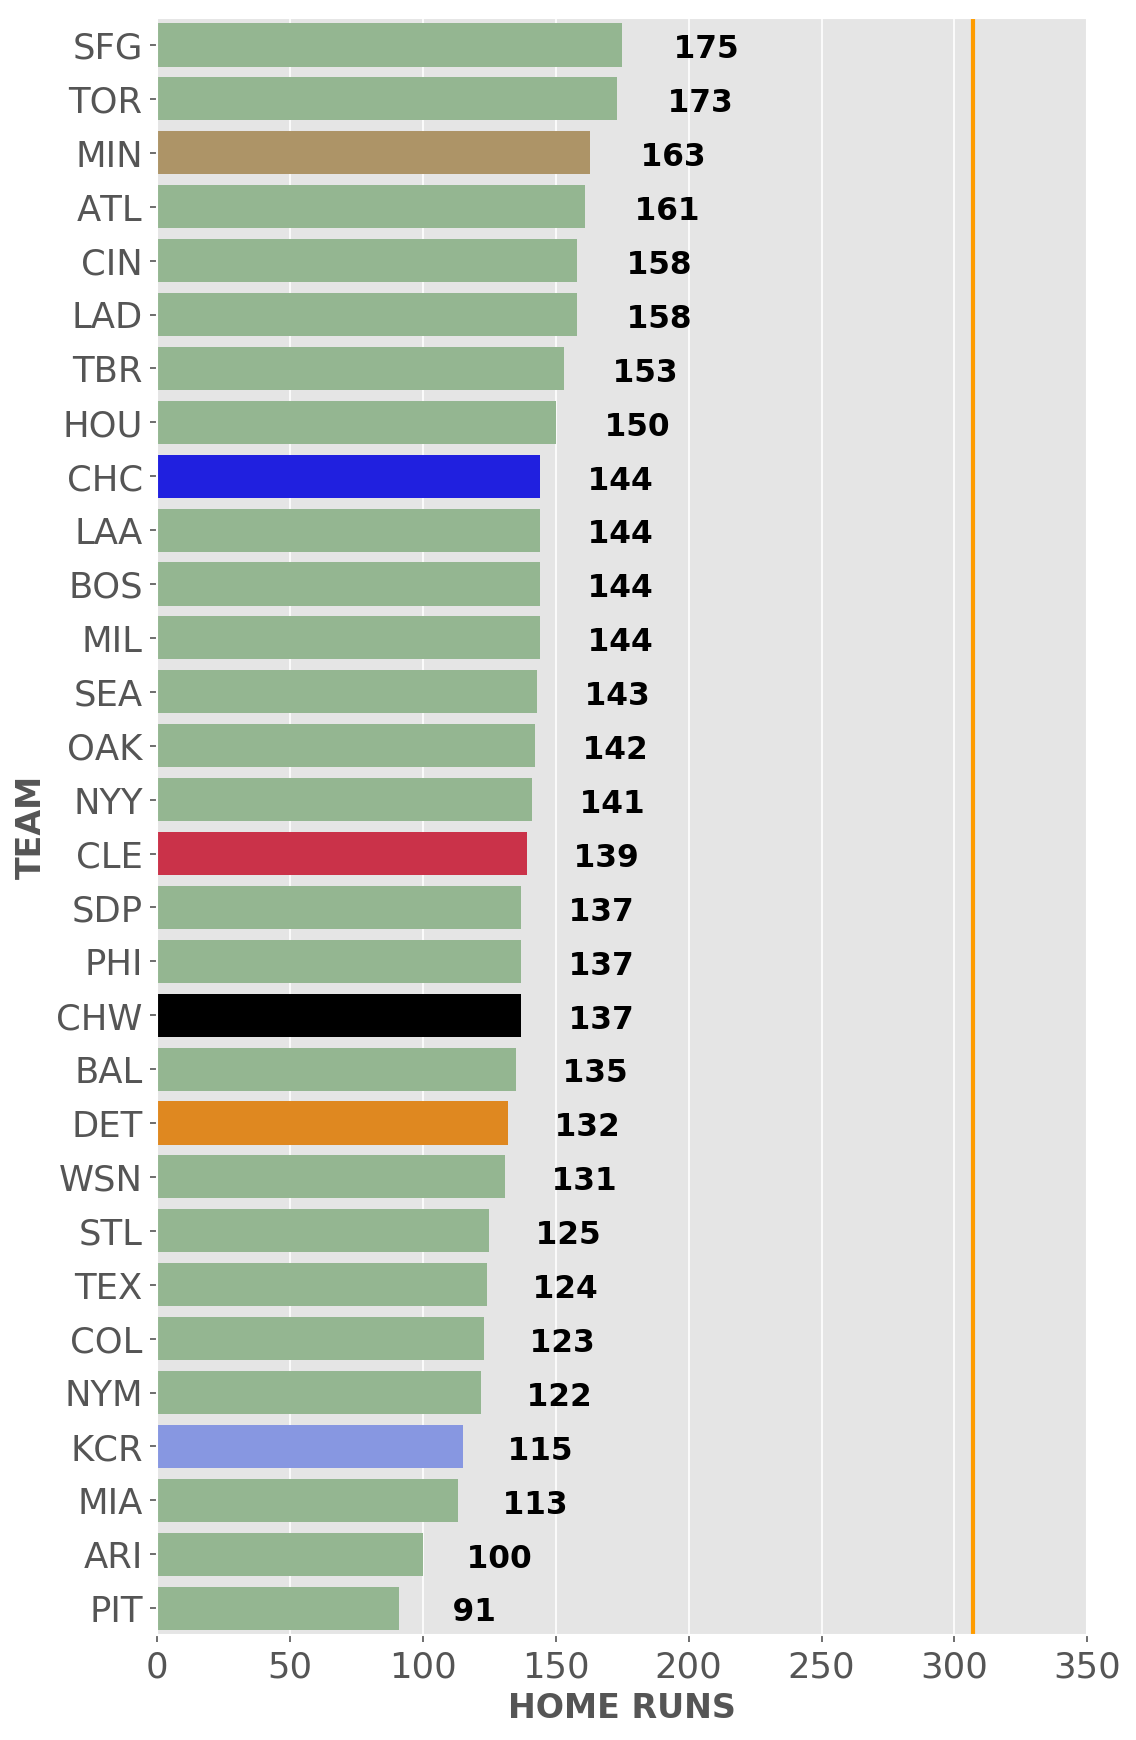 SFG 175
TOR 173
MIN 163
ATL 161
CIN 158
LAD 158
TBR 153
HOU 150
CHC 144
LAA 144
BOS 144
MIL 144
SEA 143
OAK 142
NYY 141
CLE 139
SDP 137
PHI 137
CHW 137
BAL 135
DET 132
WSN 131
STL 125
TEX 124
COL 123
NYM 122
KCR 115
MIA 113
ARI 100
PIT 91
TEAM
0 50 100 150 200 250 300 350
HOME RUNS